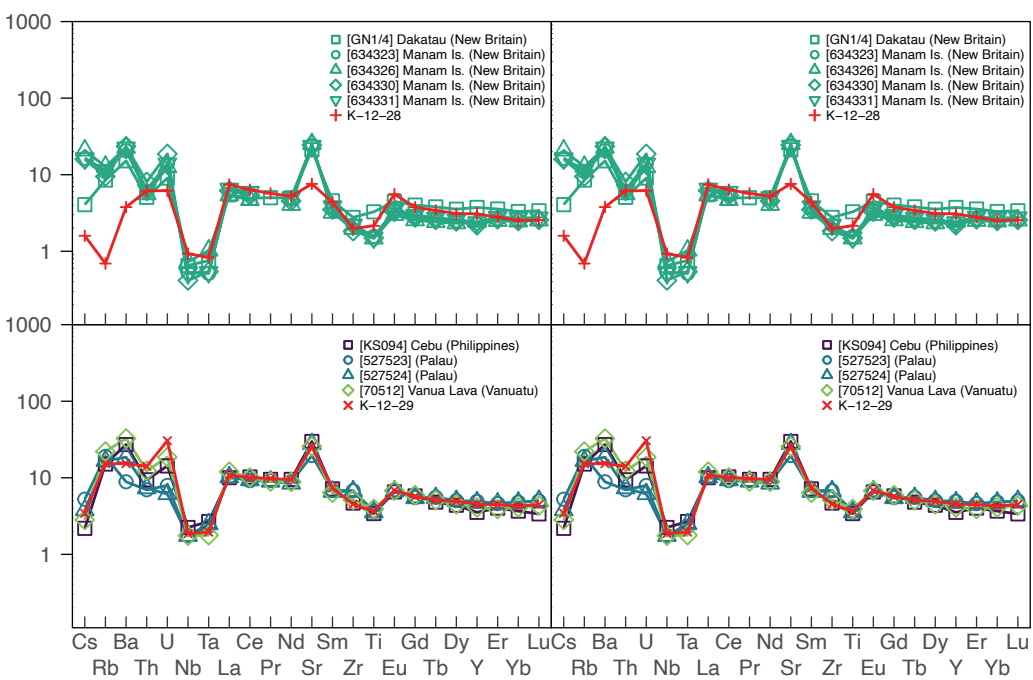 1000
100
10
1
[GN1/4] Dakatau (New Britain)
[634323] Manam Is. (New Britain)
[634326] Manam Is. (New Britain)
[634330] Manam Is. (New Britain)
[634331] Manam Is. (New Britain)
K−12−28
[GN1/4] Dakatau (New Britain)
[634323] Manam Is. (New Britain)
[634326] Manam Is. (New Britain)
[634330] Manam Is. (New Britain)
[634331] Manam Is. (New Britain)
K−12−28
1000
100
10
1
[KS094] Cebu (Philippines)
[527523] (Palau)
[527524] (Palau)
[70512] Vanua Lava (Vanuatu)
K−12−29
[KS094] Cebu (Philippines)
[527523] (Palau)
[527524] (Palau)
[70512] Vanua Lava (Vanuatu)
K−12−29
Cs Ba U Ta Ce Nd Sm Ti Gd Dy Er Lu Cs Ba U Ta Ce Nd Sm Ti Gd Dy Er Lu
Rb Th Nb La Pr Sr Zr Eu Tb Y Yb Rb Th Nb La Pr Sr Zr Eu Tb Y Yb